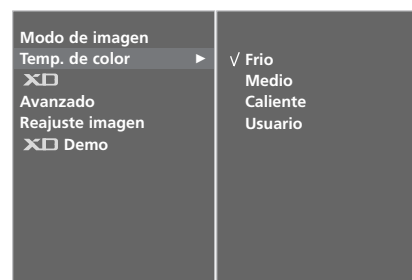 Modo de imagen
Temp. de color ►
XD
Avanzado
Reajuste imagen
XD Demo
√ Frio
Medio
Caliente
Usuario